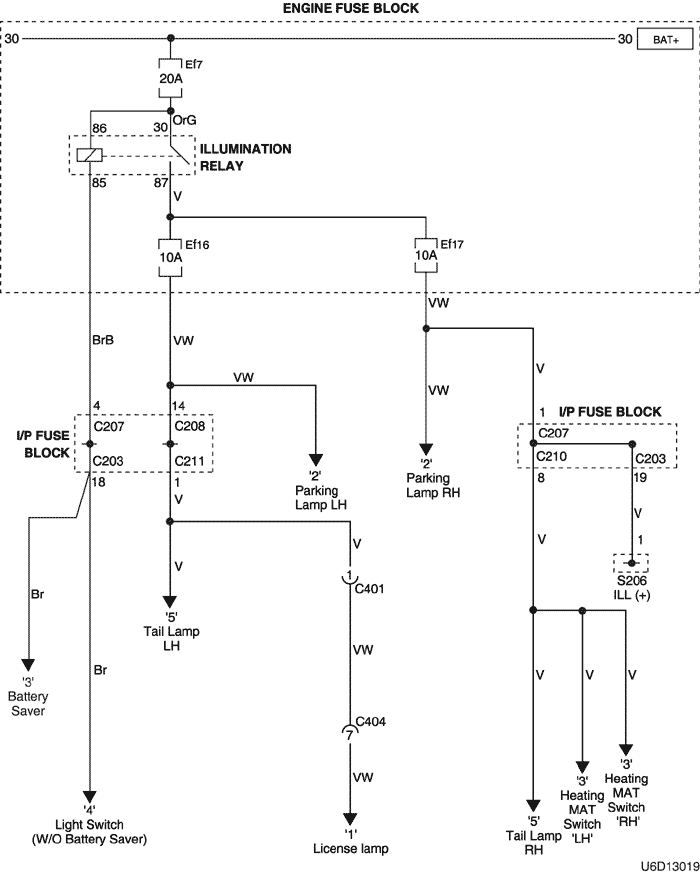 ENGINE FUSE BLOCK
30
30
BAT+
Ef7
20A
OrG
86
30
ILLUMINATION
RELAY
85
87
V
Ef16
10A
Ef17
10A
VW
BrB
VW
VW
VW
V
4
14
1
I/P FUSE BLOCK
I/P FUSE
BLOCK
C207
C208
C203
C211
18
1
V
'2'
Parking
Lamp LH
'2'
Parking
Lamp RH
C207
C210
C203
8
19
V
V
V
1
1
C401
S206
ILL (+)
Br
V
'5'
Tail Lamp
LH
VW
'3'
Battery
Saver
Br
V
V
V
C404
7
VW
'4'
Light Switch
(W/O Battery Saver)
'1'
License lamp
'5'
Tail Lamp
RH
'3'
Heating
MAT
Switch
'LH'
'3'
Heating
MAT
Switch
'RH'
U6D13019